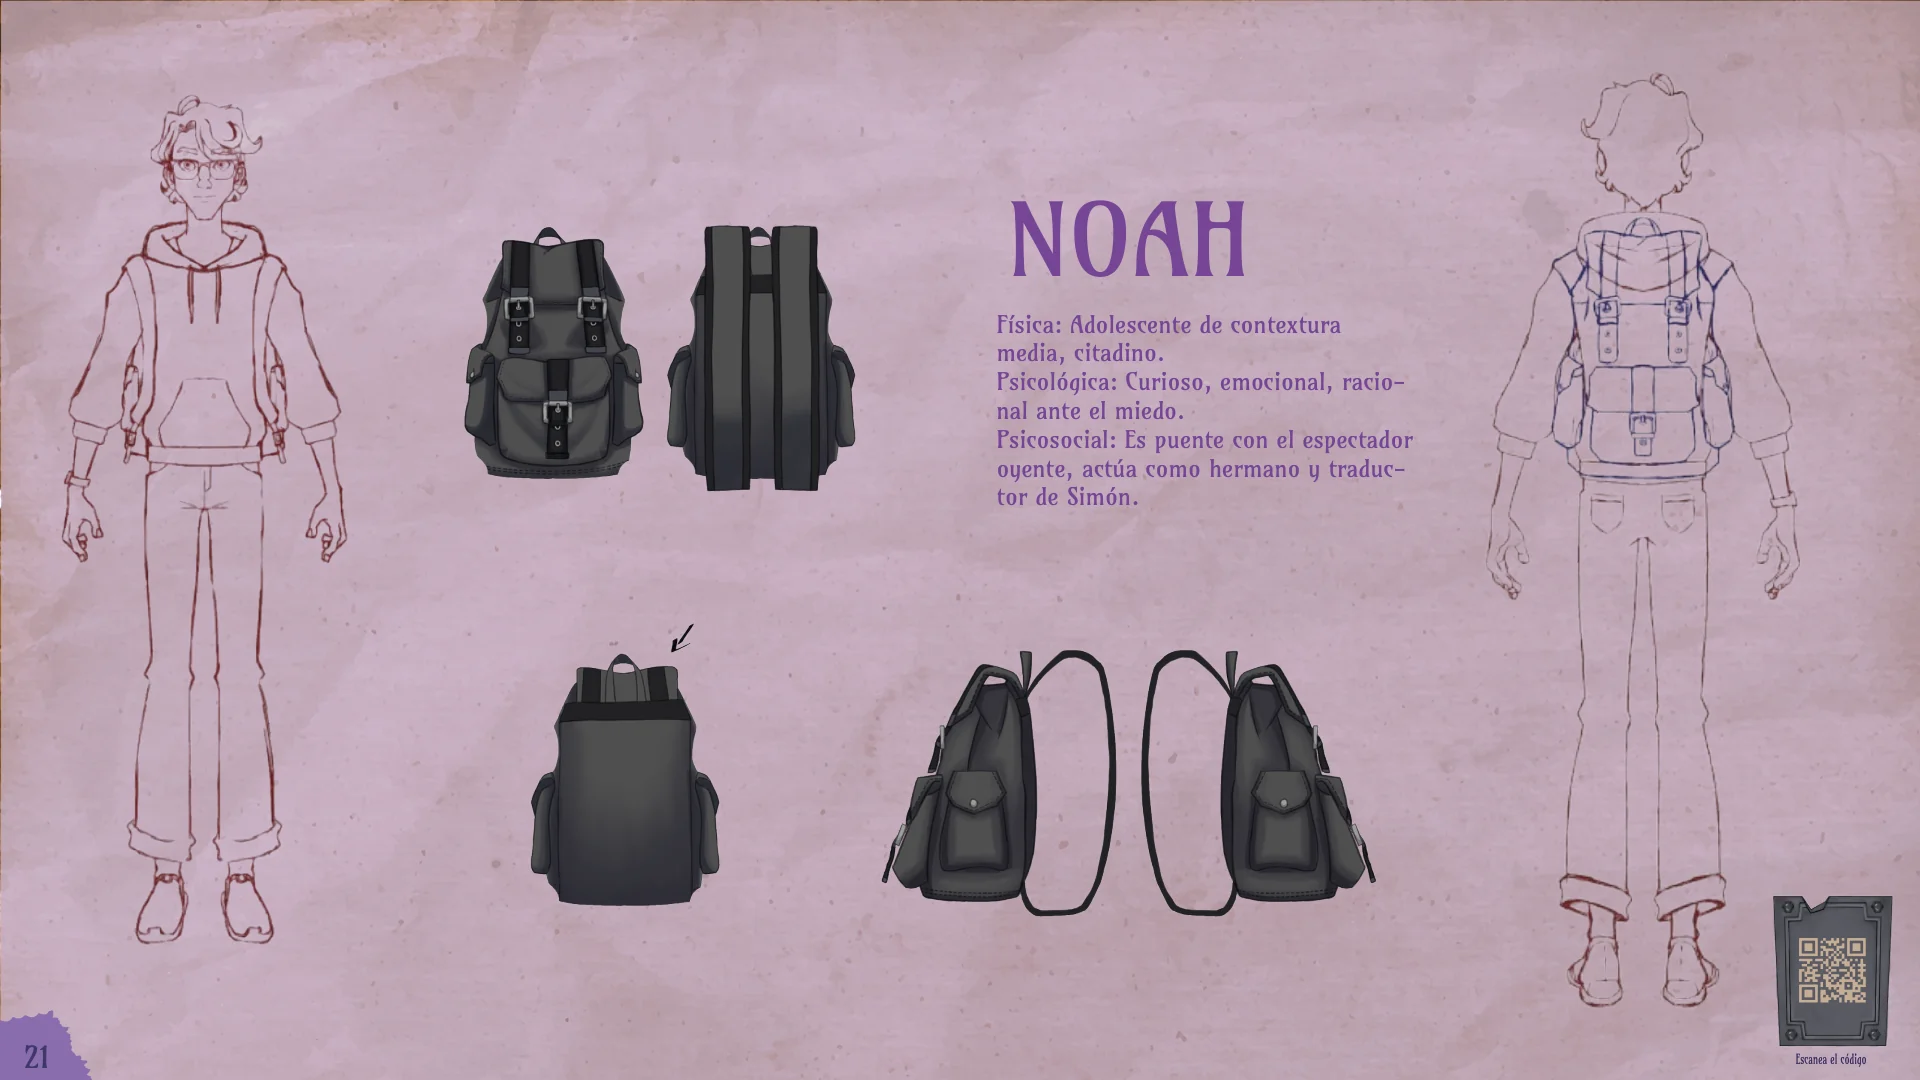 NOAH
Física: Adolescente de contextura
media, citadino.
Psicológica: Curioso, emocional, racio-
nal ante el miedo.
Psicosocial: Es puente con el espectador
oyente, actúa como hermano y traduc-
tor de Simón.
Escanea el código
21